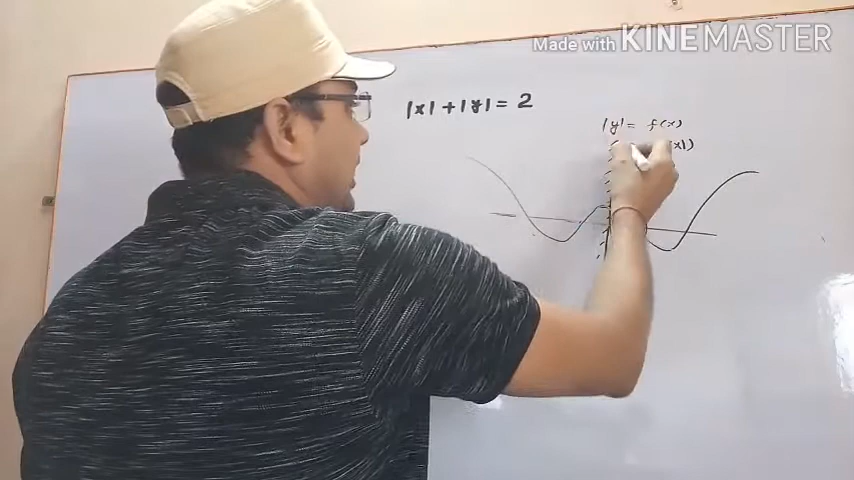 Made with KINEMASTER
|x| + |y| = 2
|y| = f(x)
|x|)